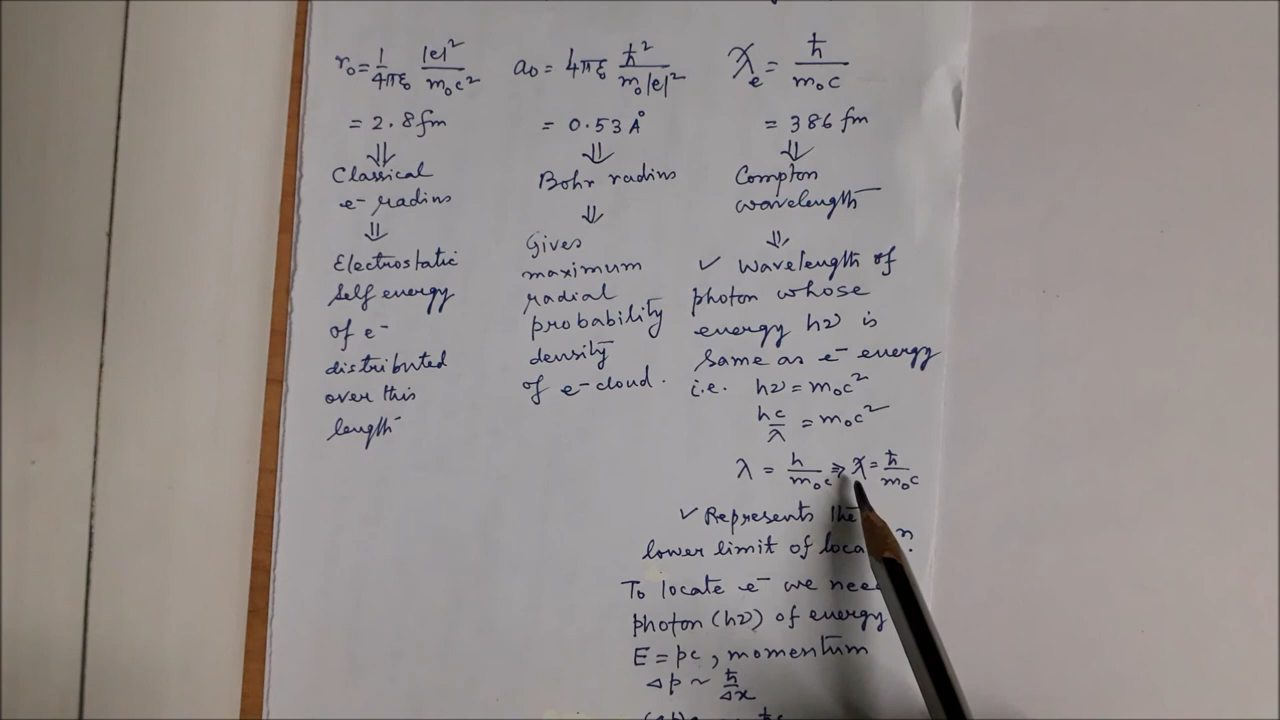 r₀ = 1/4πε₀ |e|²/m₀c²
= 2.8 fm
⇓
Classical
e⁻ radius
⇓
Electrostatic
Self energy
of e⁻
distributed
over this
length
a₀ = 4πε₀ ħ²/m₀|e|²
= 0.53 Å
⇓
Bohr radius
⇓
Gives
maximum
radial
probability
density
of e⁻ cloud.
ƛₑ = ħ/m₀c
= 386 fm
⇓
Compton
wavelength
⇓
✓ Wavelength of
photon whose
energy hν is
same as e⁻ energy
i.e. hν = m₀c²
hc/λ = m₀c²
λ = h/m₀c ⇒ ƛ = ħ/m₀c
✓ Represents the
lower limit of
To locate e⁻ we
photon (hν) of energy
E = pc, momentum
Δp ~ ħ/Δx